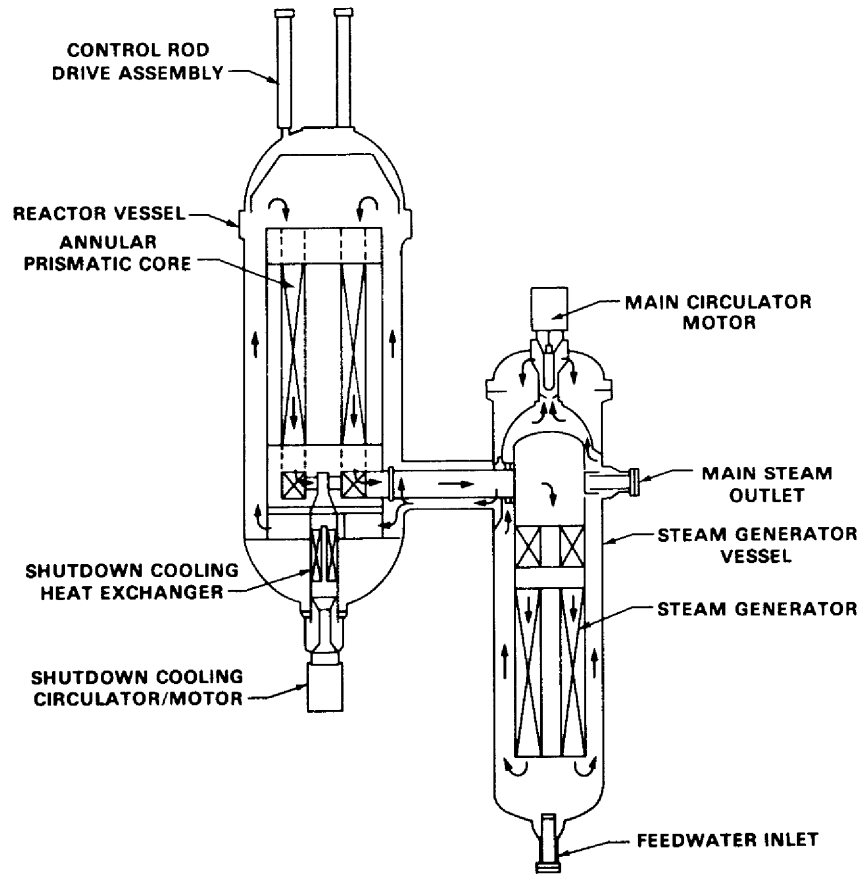 CONTROL ROD
DRIVE ASSEMBLY
REACTOR VESSEL
ANNULAR
PRISMATIC CORE
MAIN CIRCULATOR
MOTOR
MAIN STEAM
OUTLET
STEAM GENERATOR
VESSEL
SHUTDOWN COOLING
HEAT EXCHANGER
STEAM GENERATOR
SHUTDOWN COOLING
CIRCULATOR/MOTOR
FEEDWATER INLET